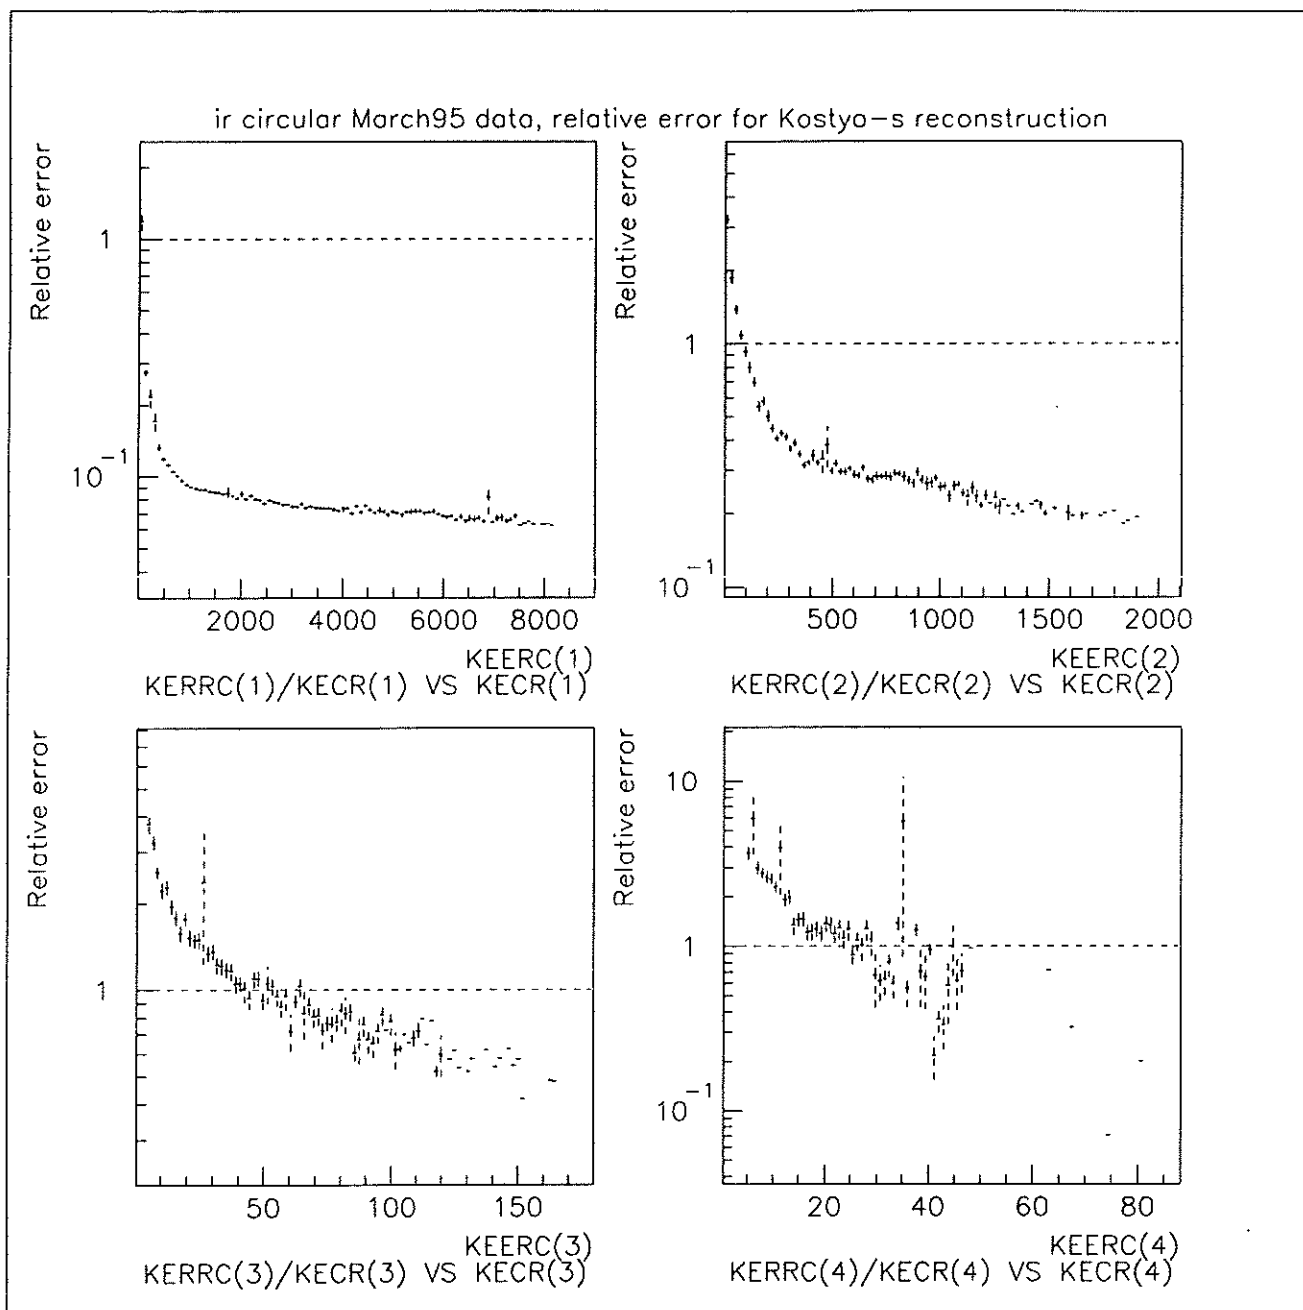 ir circular March95 data, relative error for Kostya-s reconstruction
Relative error
1
10⁻¹
2000 4000 6000 8000
KEERC(1)
KERRC(1)/KECR(1) VS KECR(1)
Relative error
1
10⁻¹
500 1000 1500 2000
KEERC(2)
KERRC(2)/KECR(2) VS KECR(2)
Relative error
1
50 100 150
KEERC(3)
KERRC(3)/KECR(3) VS KECR(3)
Relative error
10
1
10⁻¹
20 40 60 80
KEERC(4)
KERRC(4)/KECR(4) VS KECR(4)